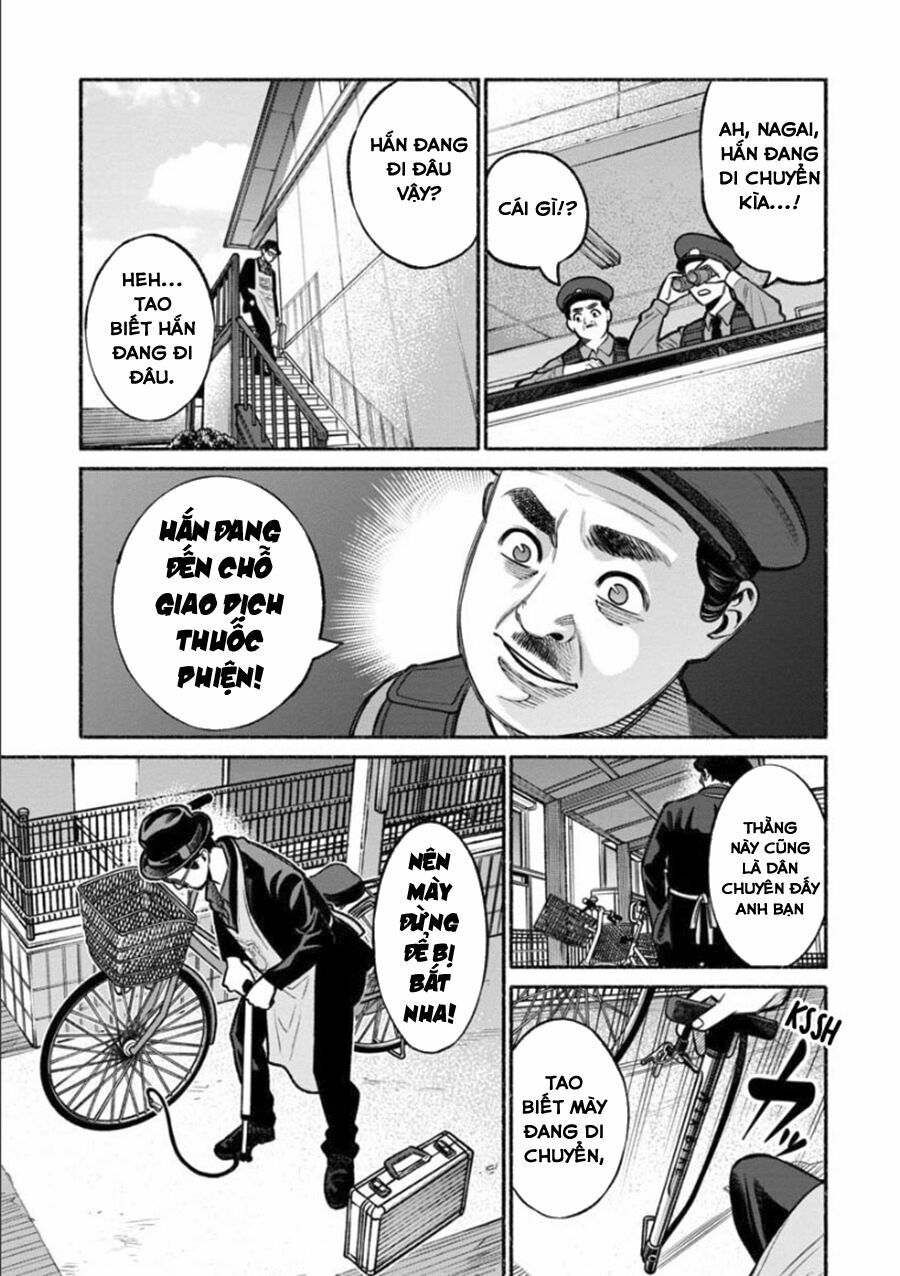 AH, NAGAI,
HẮN ĐANG
DI CHUYỂN
KÌA...!
CÁI GÌ!?
HẮN ĐANG
ĐI ĐÂU
VẬY?
HEH...
TAO
BIẾT HẮN
ĐANG ĐI
ĐÂU.
HẮN ĐANG
ĐẾN CHỖ
GIAO DỊCH
THUỐC
PHIỆN!
THẰNG
NÀY CŨNG
LÀ DÂN
CHUYÊN ĐẤY
ANH BẠN
KSSH
ウッ
TAO
BIẾT MÀY
ĐANG DI
CHUYỂN,
NÊN
MÀY
ĐỪNG
ĐỂ BỊ
BẮT
NHA!